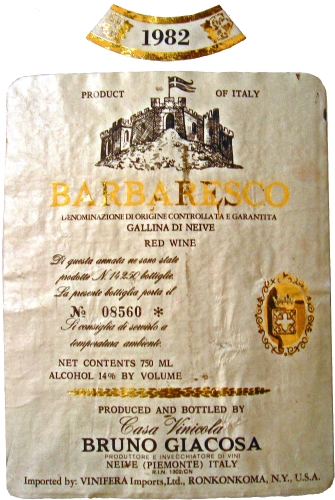 1982
PRODUCT OF ITALY
BARBARESCO
DENOMINAZIONE DI ORIGINE CONTROLLATA E GARANTITA
GALLINA DI NEIVE
RED WINE
Di questa annata ne sono state
prodotte N. 14.250 bottiglie.
La presente bottiglia porta il
№ 08560 *
Si consiglia di servirlo a
temperatura ambiente.
NET CONTENTS 750 ML
ALCOHOL 14% BY VOLUME
PRODUCED AND BOTTLED BY
Casa Vinicola
BRUNO GIACOSA
PRODUTTORE E INVECCHIATORE DI VINI
NEIVE (PIEMONTE) ITALY
R.I.N. 1902/CN
Imported by: VINIFERA Imports, Ltd., RONKONKOMA, N.Y., U.S.A.